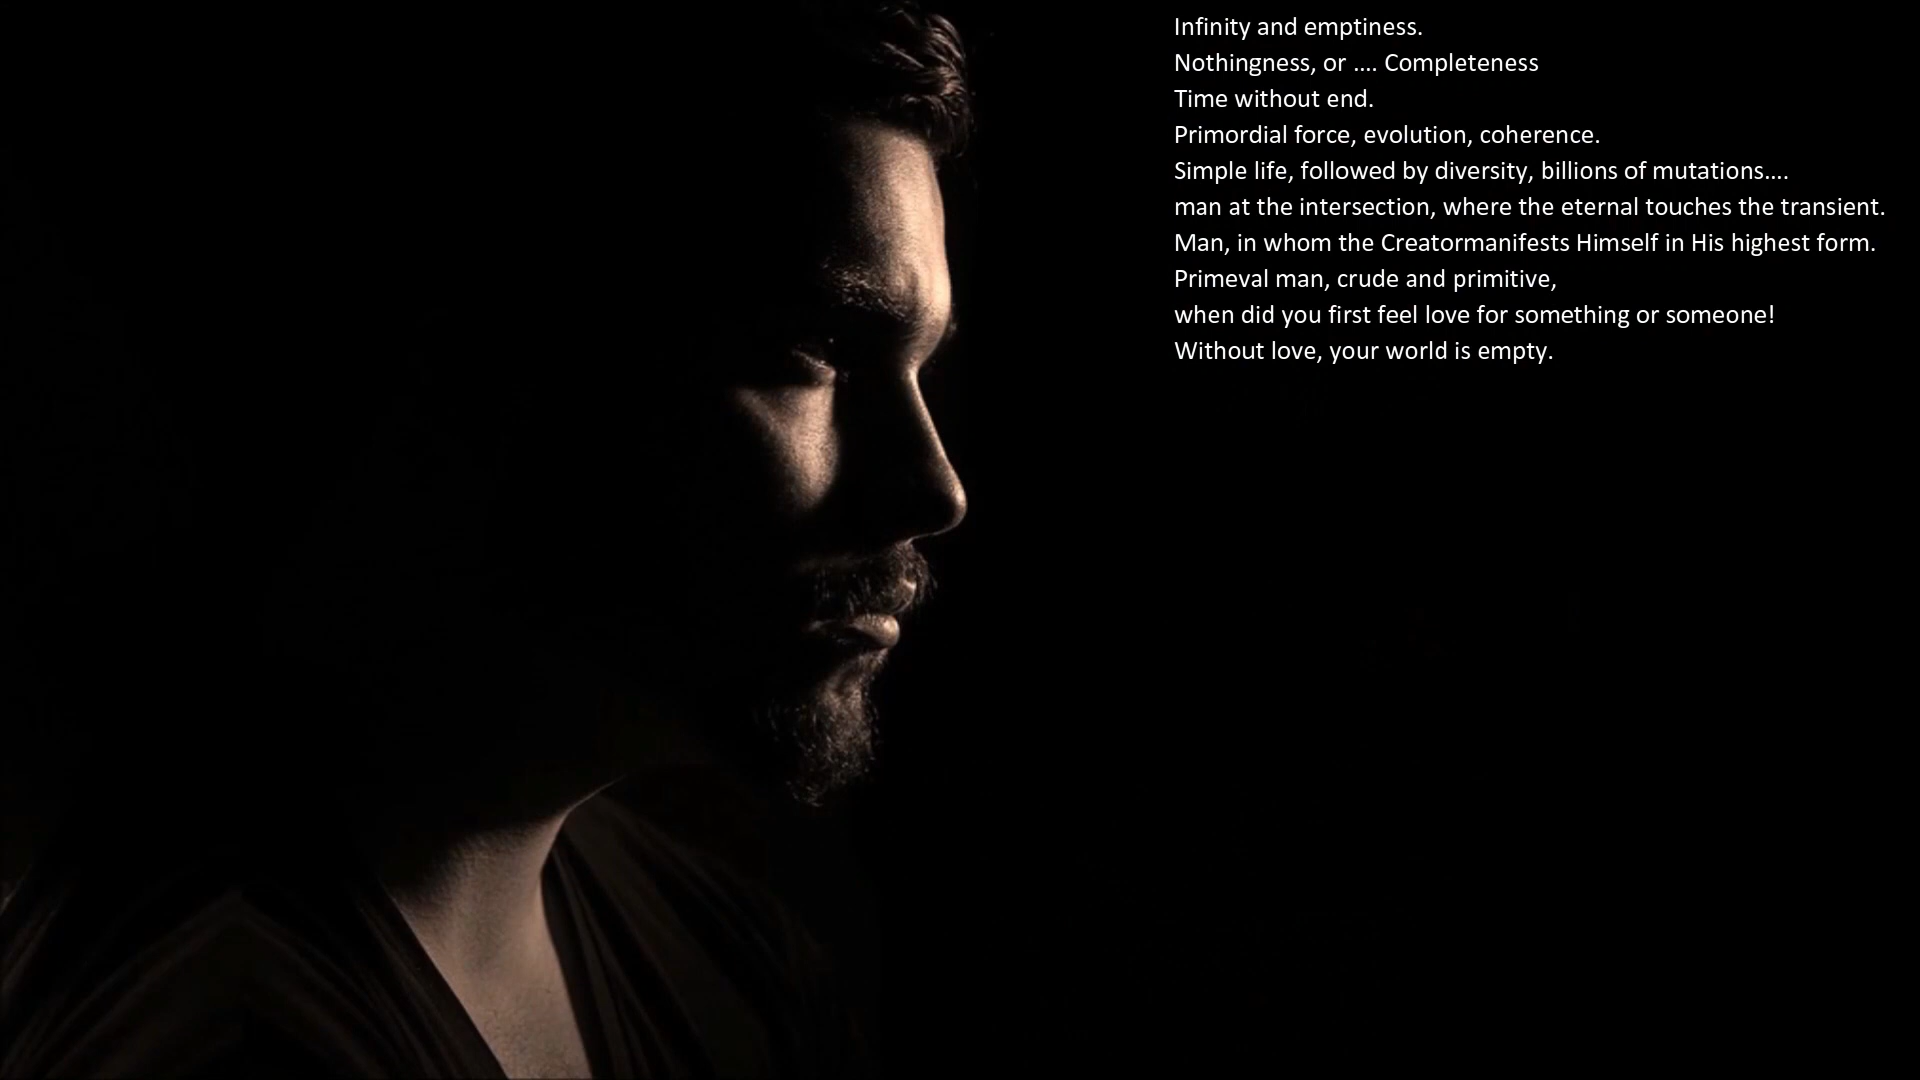 Infinity and emptiness.
Nothingness, or .... Completeness
Time without end.
Primordial force, evolution, coherence.
Simple life, followed by diversity, billions of mutations....
man at the intersection, where the eternal touches the transient.
Man, in whom the Creatormanifests Himself in His highest form.
Primeval man, crude and primitive,
when did you first feel love for something or someone!
Without love, your world is empty.